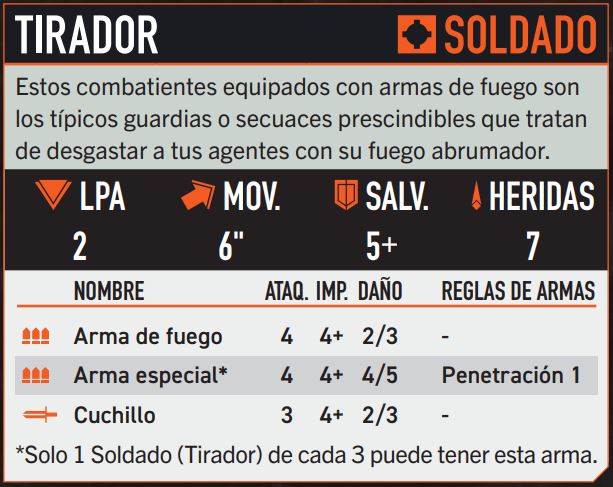 TIRADOR SOLDADO
Estos combatientes equipados con armas de fuego son
los típicos guardias o secuaces prescindibles que tratan
de desgastar a tus agentes con su fuego abrumador.
LPA MOV. SALV. HERIDAS
2 6" 5+ 7
NOMBRE ATAQ. IMP. DAÑO REGLAS DE ARMAS
Arma de fuego 4 4+ 2/3 -
Arma especial* 4 4+ 4/5 Penetración 1
Cuchillo 3 4+ 2/3 -
*Solo 1 Soldado (Tirador) de cada 3 puede tener esta arma.